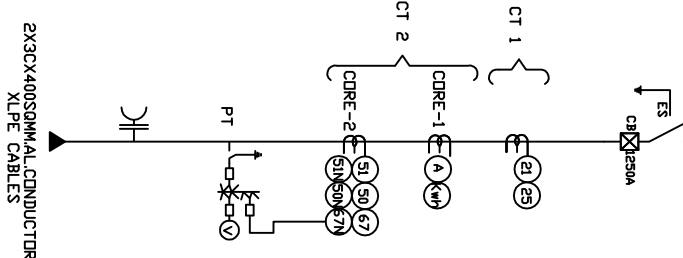 ES
CB
1250A
CT 1
21
25
CT 2
CORE-1
A
Kwh
CORE-2
51
50
67
51N
50N
67N
PT
V
2X3CX400SQMM.AL.CONDUCTOR
XLPE CABLES